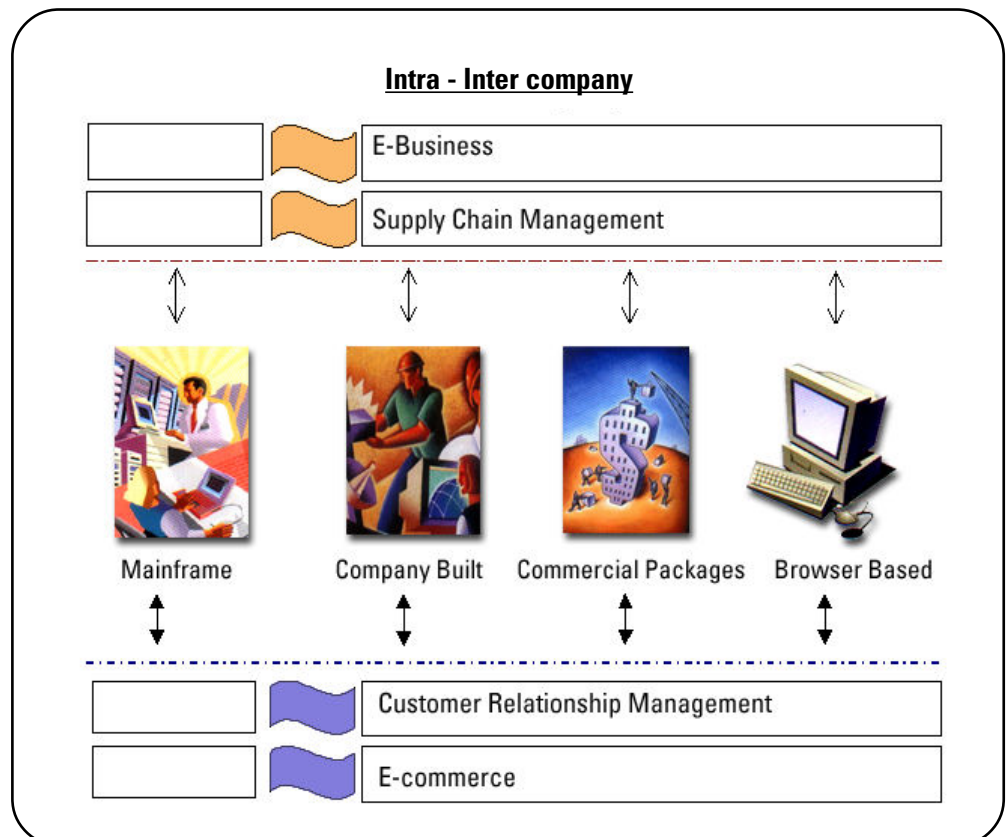 Intra - Inter company
E-Business
Supply Chain Management
Mainframe
Company Built
Commercial Packages
Browser Based
Customer Relationship Management
E-commerce